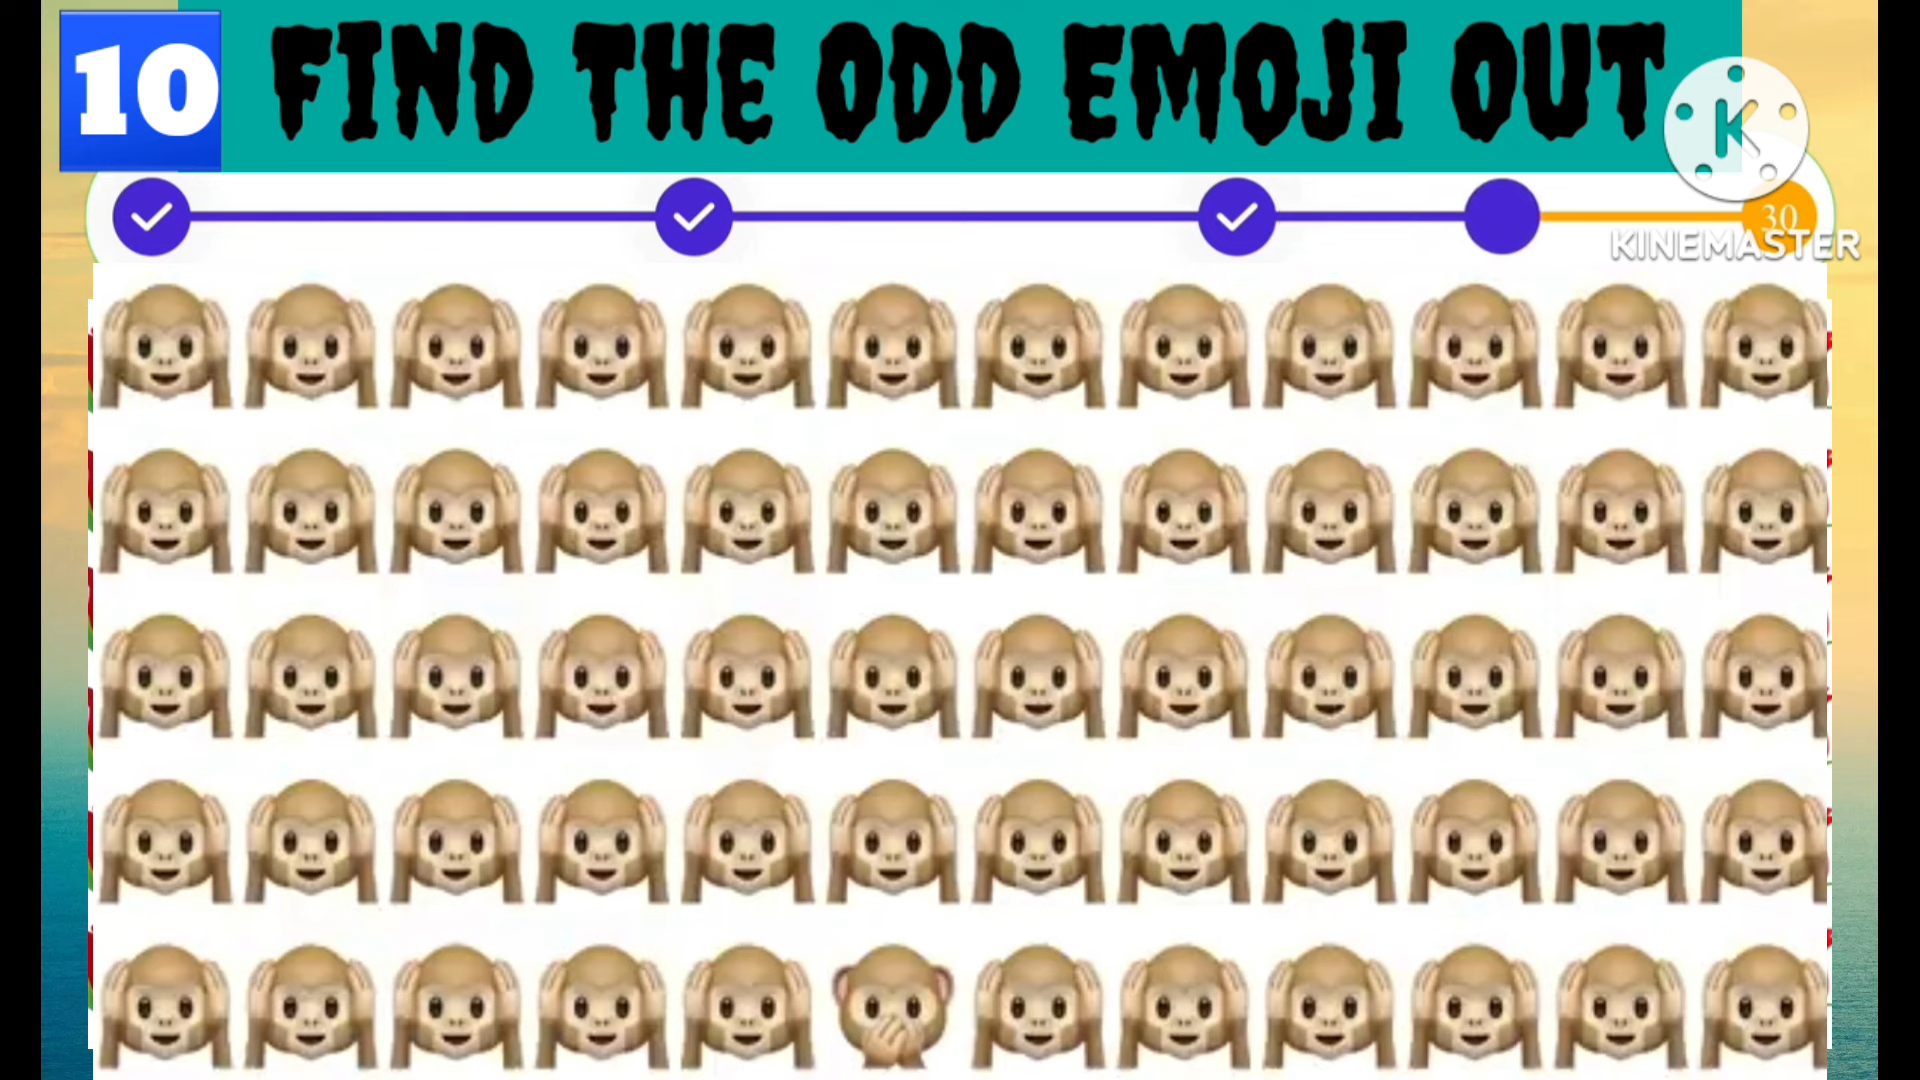 10
FIND THE ODD EMOJI OUT
K
30
KINEMASTER